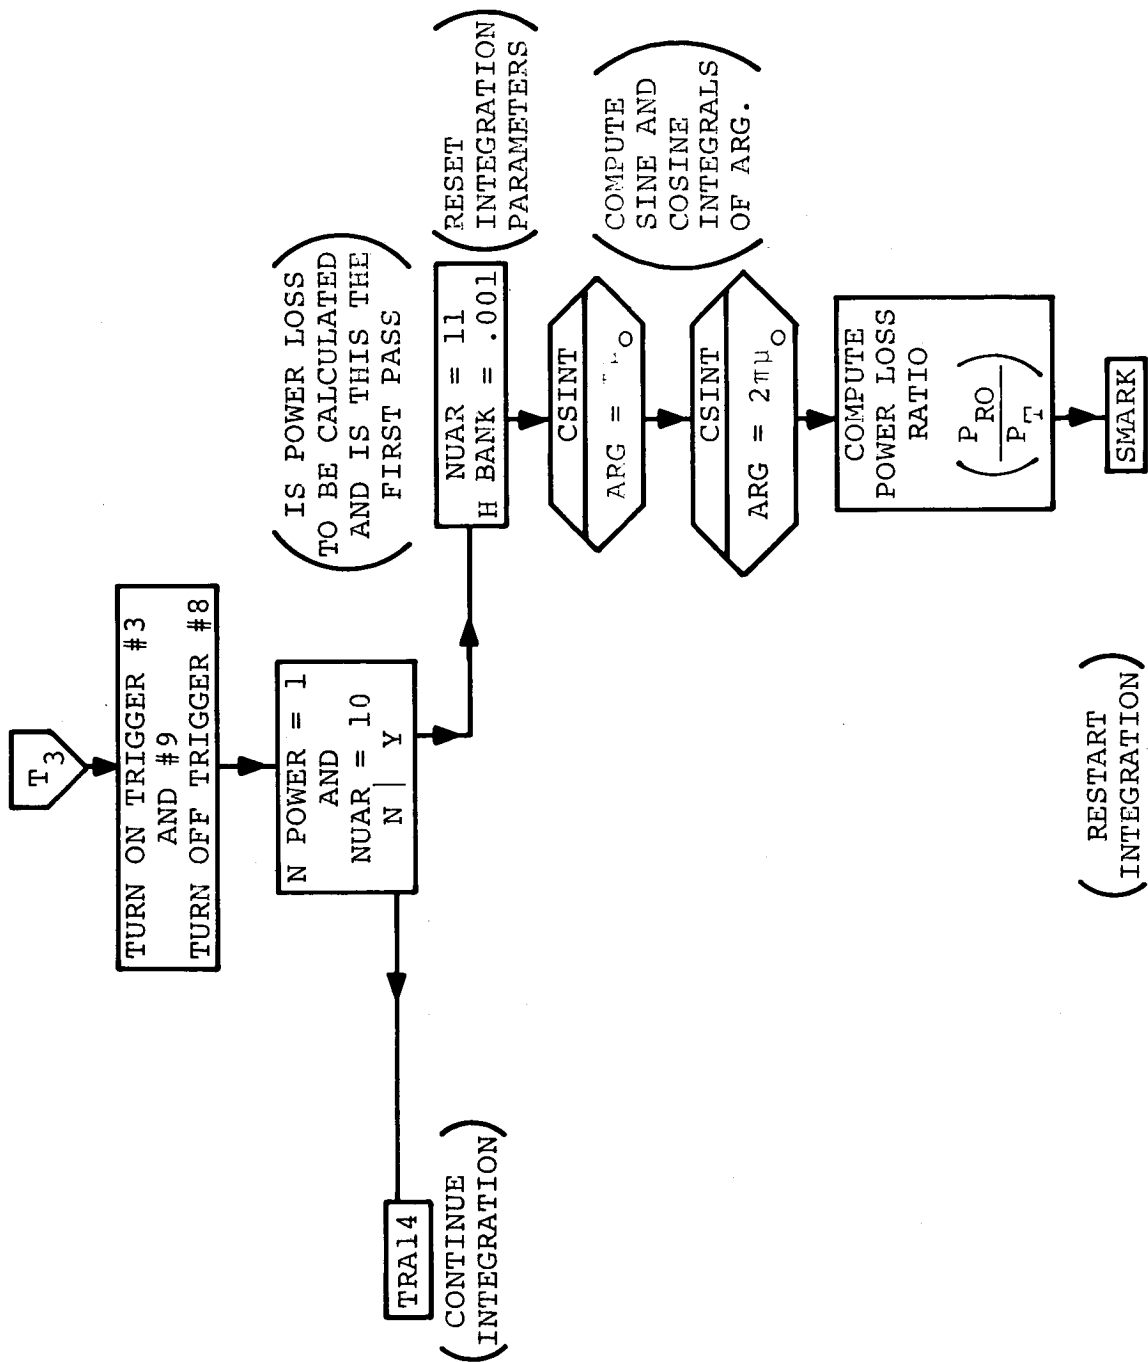 T3
TURN ON TRIGGER #3
AND #9
TURN OFF TRIGGER #8
N POWER = 1
AND
NUAR = 10
N | Y
(IS POWER LOSS
TO BE CALCULATED
AND IS THIS THE
FIRST PASS)
TRA14
(CONTINUE
INTEGRATION)
NUAR = 11
H BANK = .001
(RESET
INTEGRATION
PARAMETERS)
CSINT
ARG =
CSINT
ARG = 2πμo
(COMPUTE
SINE AND
COSINE
INTEGRALS
OF ARG.)
COMPUTE
POWER LOSS
RATIO
(PRO
PT)
SMARK
(RESTART
INTEGRATION)